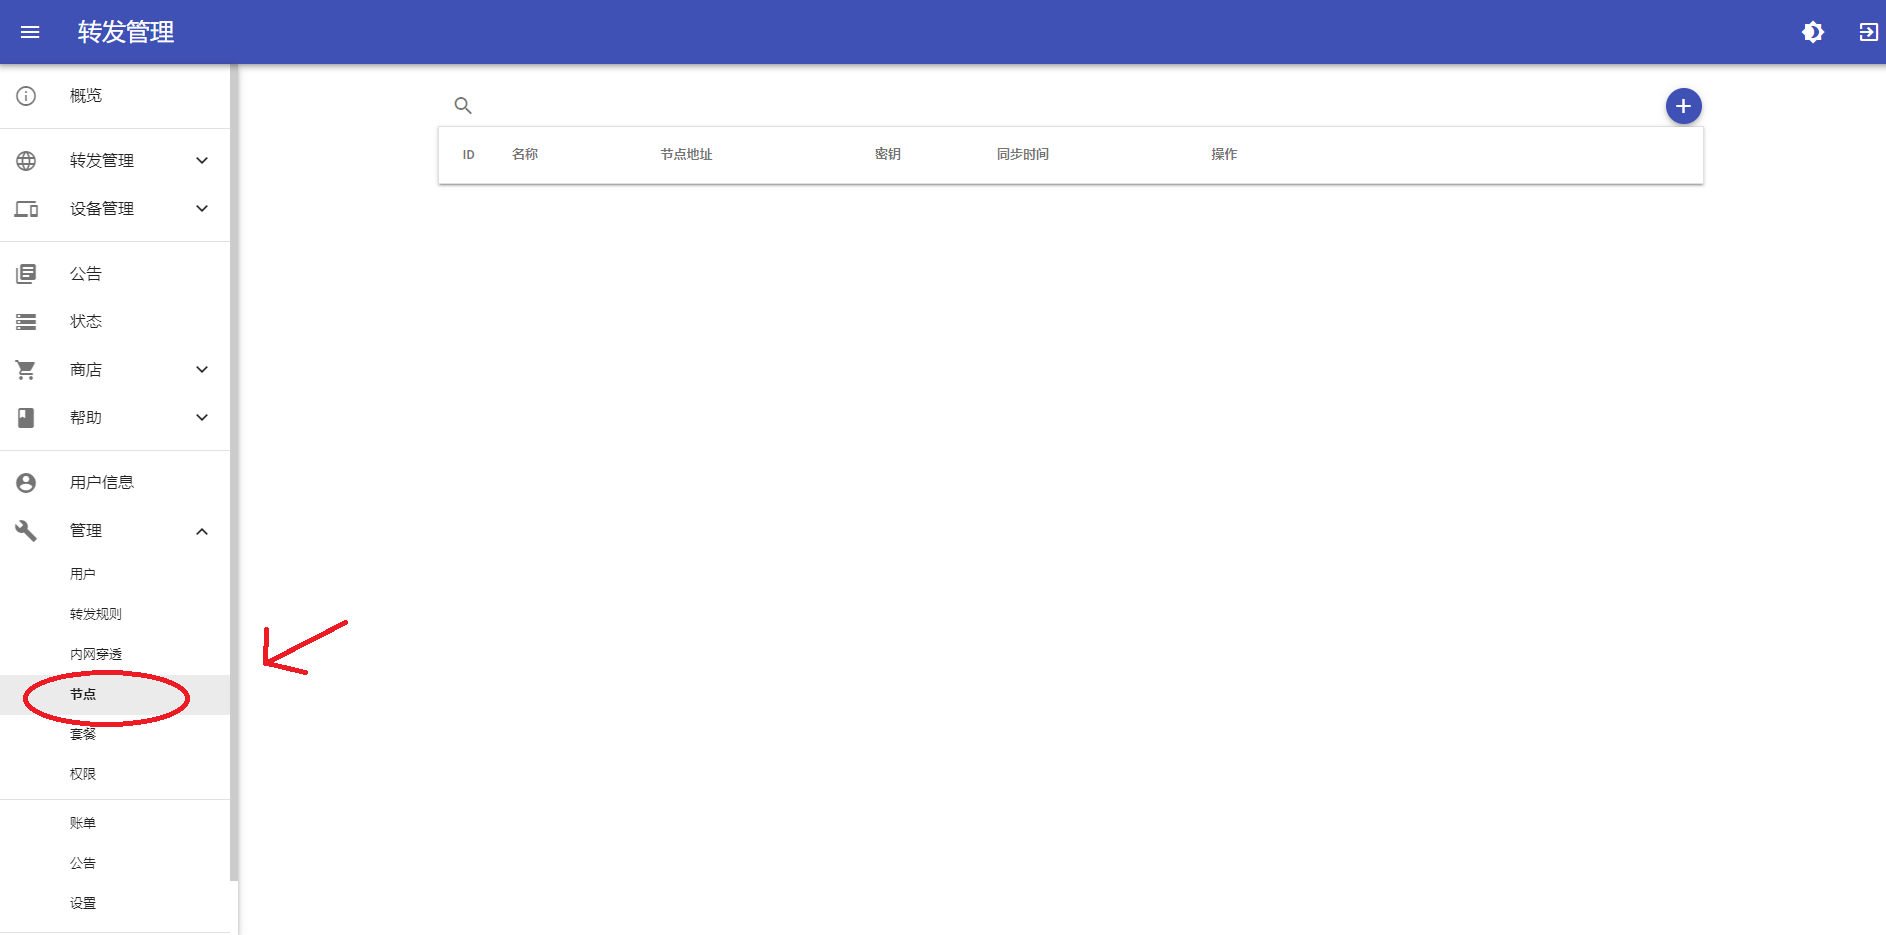 转发管理
概览
转发管理
设备管理
公告
状态
商店
帮助
用户信息
管理
用户
转发规则
内网穿透
节点
套餐
权限
账单
公告
设置
ID 名称 节点地址 密钥 同步时间 操作